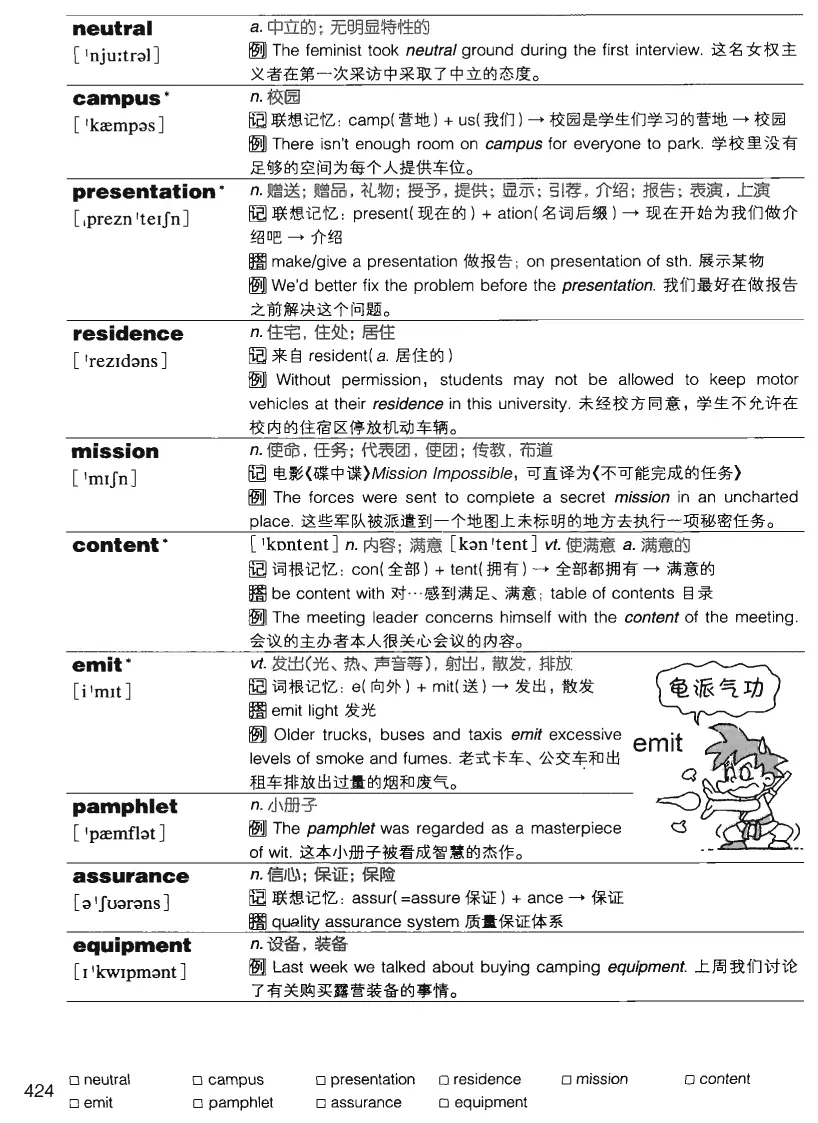 neutral a. 中立的；无明显特性的
[ˈnjuːtrəl] 例 The feminist took neutral ground during the first interview. 这名女权主
义者在第一次采访中采取了中立的态度。
campus* n. 校园
[ˈkæmpəs] 记 联想记忆：camp(营地) + us(我们) → 校园是学生们学习的营地 → 校园
例 There isn't enough room on campus for everyone to park. 学校里没有
足够的空间为每个人提供车位。
presentation* n. 赠送；赠品，礼物；授予，提供；显示；引荐，介绍；报告；表演，上演
[ˌpreznˈteɪʃn] 记 联想记忆：present(现在的) + ation(名词后缀) → 现在开始为我们做介
绍吧 → 介绍
搭 make/give a presentation 做报告；on presentation of sth. 展示某物
例 We'd better fix the problem before the presentation. 我们最好在做报告
之前解决这个问题。
residence n. 住宅，住处；居住
[ˈrezɪdəns] 记 来自 resident(a. 居住的)
例 Without permission, students may not be allowed to keep motor
vehicles at their residence in this university. 未经校方同意，学生不允许在
校内的住宿区停放机动车辆。
mission n. 使命，任务；代表团，使团；传教，布道
[ˈmɪʃn] 记 电影《碟中谍》Mission Impossible，可直译为《不可能完成的任务》
例 The forces were sent to complete a secret mission in an uncharted
place. 这些军队被派遣到一个地图上未标明的地方去执行一项秘密任务。
content* [ˈkɒntent] n. 内容；满意 [kənˈtent] vt. 使满意 a. 满意的
记 词根记忆：con(全部) + tent(拥有) → 全部都拥有 → 满意的
搭 be content with 对…感到满足、满意；table of contents 目录
例 The meeting leader concerns himself with the content of the meeting.
会议的主办者本人很关心会议的内容。
emit* vt. 发出(光、热、声音等)，射出，散发，排放
[iˈmɪt] 记 词根记忆：e(向外) + mit(送) → 发出，散发
搭 emit light 发光
例 Older trucks, buses and taxis emit excessive
levels of smoke and fumes. 老式卡车、公交车和出
租车排放出过量的烟和废气。
龟派气功
emit
pamphlet n. 小册子
[ˈpæmflət] 例 The pamphlet was regarded as a masterpiece
of wit. 这本小册子被看成智慧的杰作。
assurance n. 信心；保证；保险
[əˈʃʊərəns] 记 联想记忆：assur(=assure 保证) + ance → 保证
搭 quality assurance system 质量保证体系
equipment n. 设备，装备
[ɪˈkwɪpmənt] 例 Last week we talked about buying camping equipment. 上周我们讨论
了有关购买露营装备的事情。
□ neutral □ campus □ presentation □ residence □ mission □ content
424
□ emit □ pamphlet □ assurance □ equipment